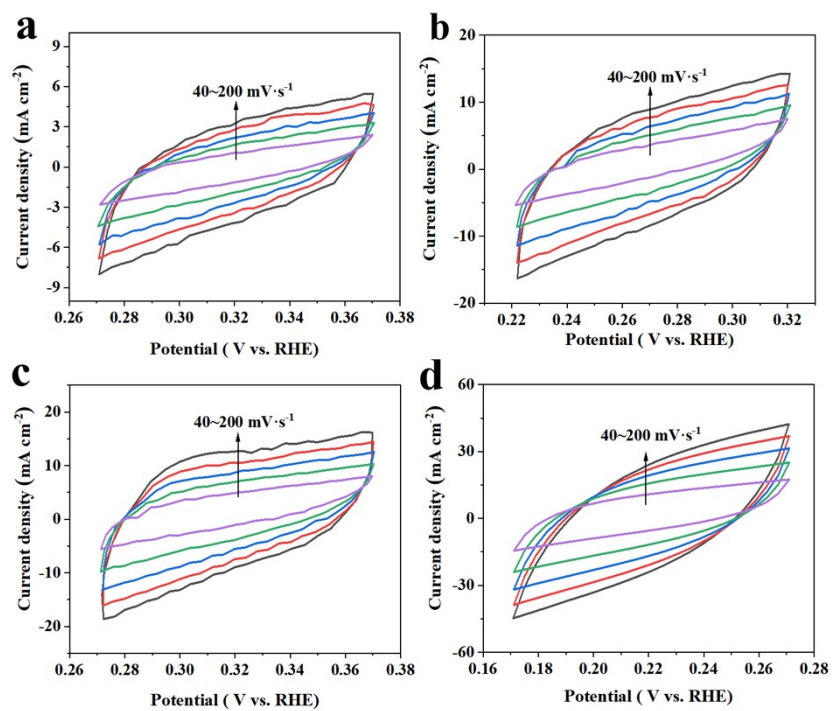 a
Current density (mA cm⁻²)
9
6
3
0
-3
-6
-9
40~200 mV·s⁻¹
0.26 0.28 0.30 0.32 0.34 0.36 0.38
Potential ( V vs. RHE)
b
Current density (mA cm⁻²)
20
10
0
-10
-20
40~200 mV·s⁻¹
0.22 0.24 0.26 0.28 0.30 0.32
Potential ( V vs. RHE)
c
Current density (mA cm⁻²)
20
10
0
-10
-20
40~200 mV·s⁻¹
0.26 0.28 0.30 0.32 0.34 0.36 0.38
Potential ( V vs. RHE)
d
Current density (mA cm⁻²)
60
30
0
-30
-60
40~200 mV·s⁻¹
0.16 0.18 0.20 0.22 0.24 0.26 0.28
Potential ( V vs. RHE)